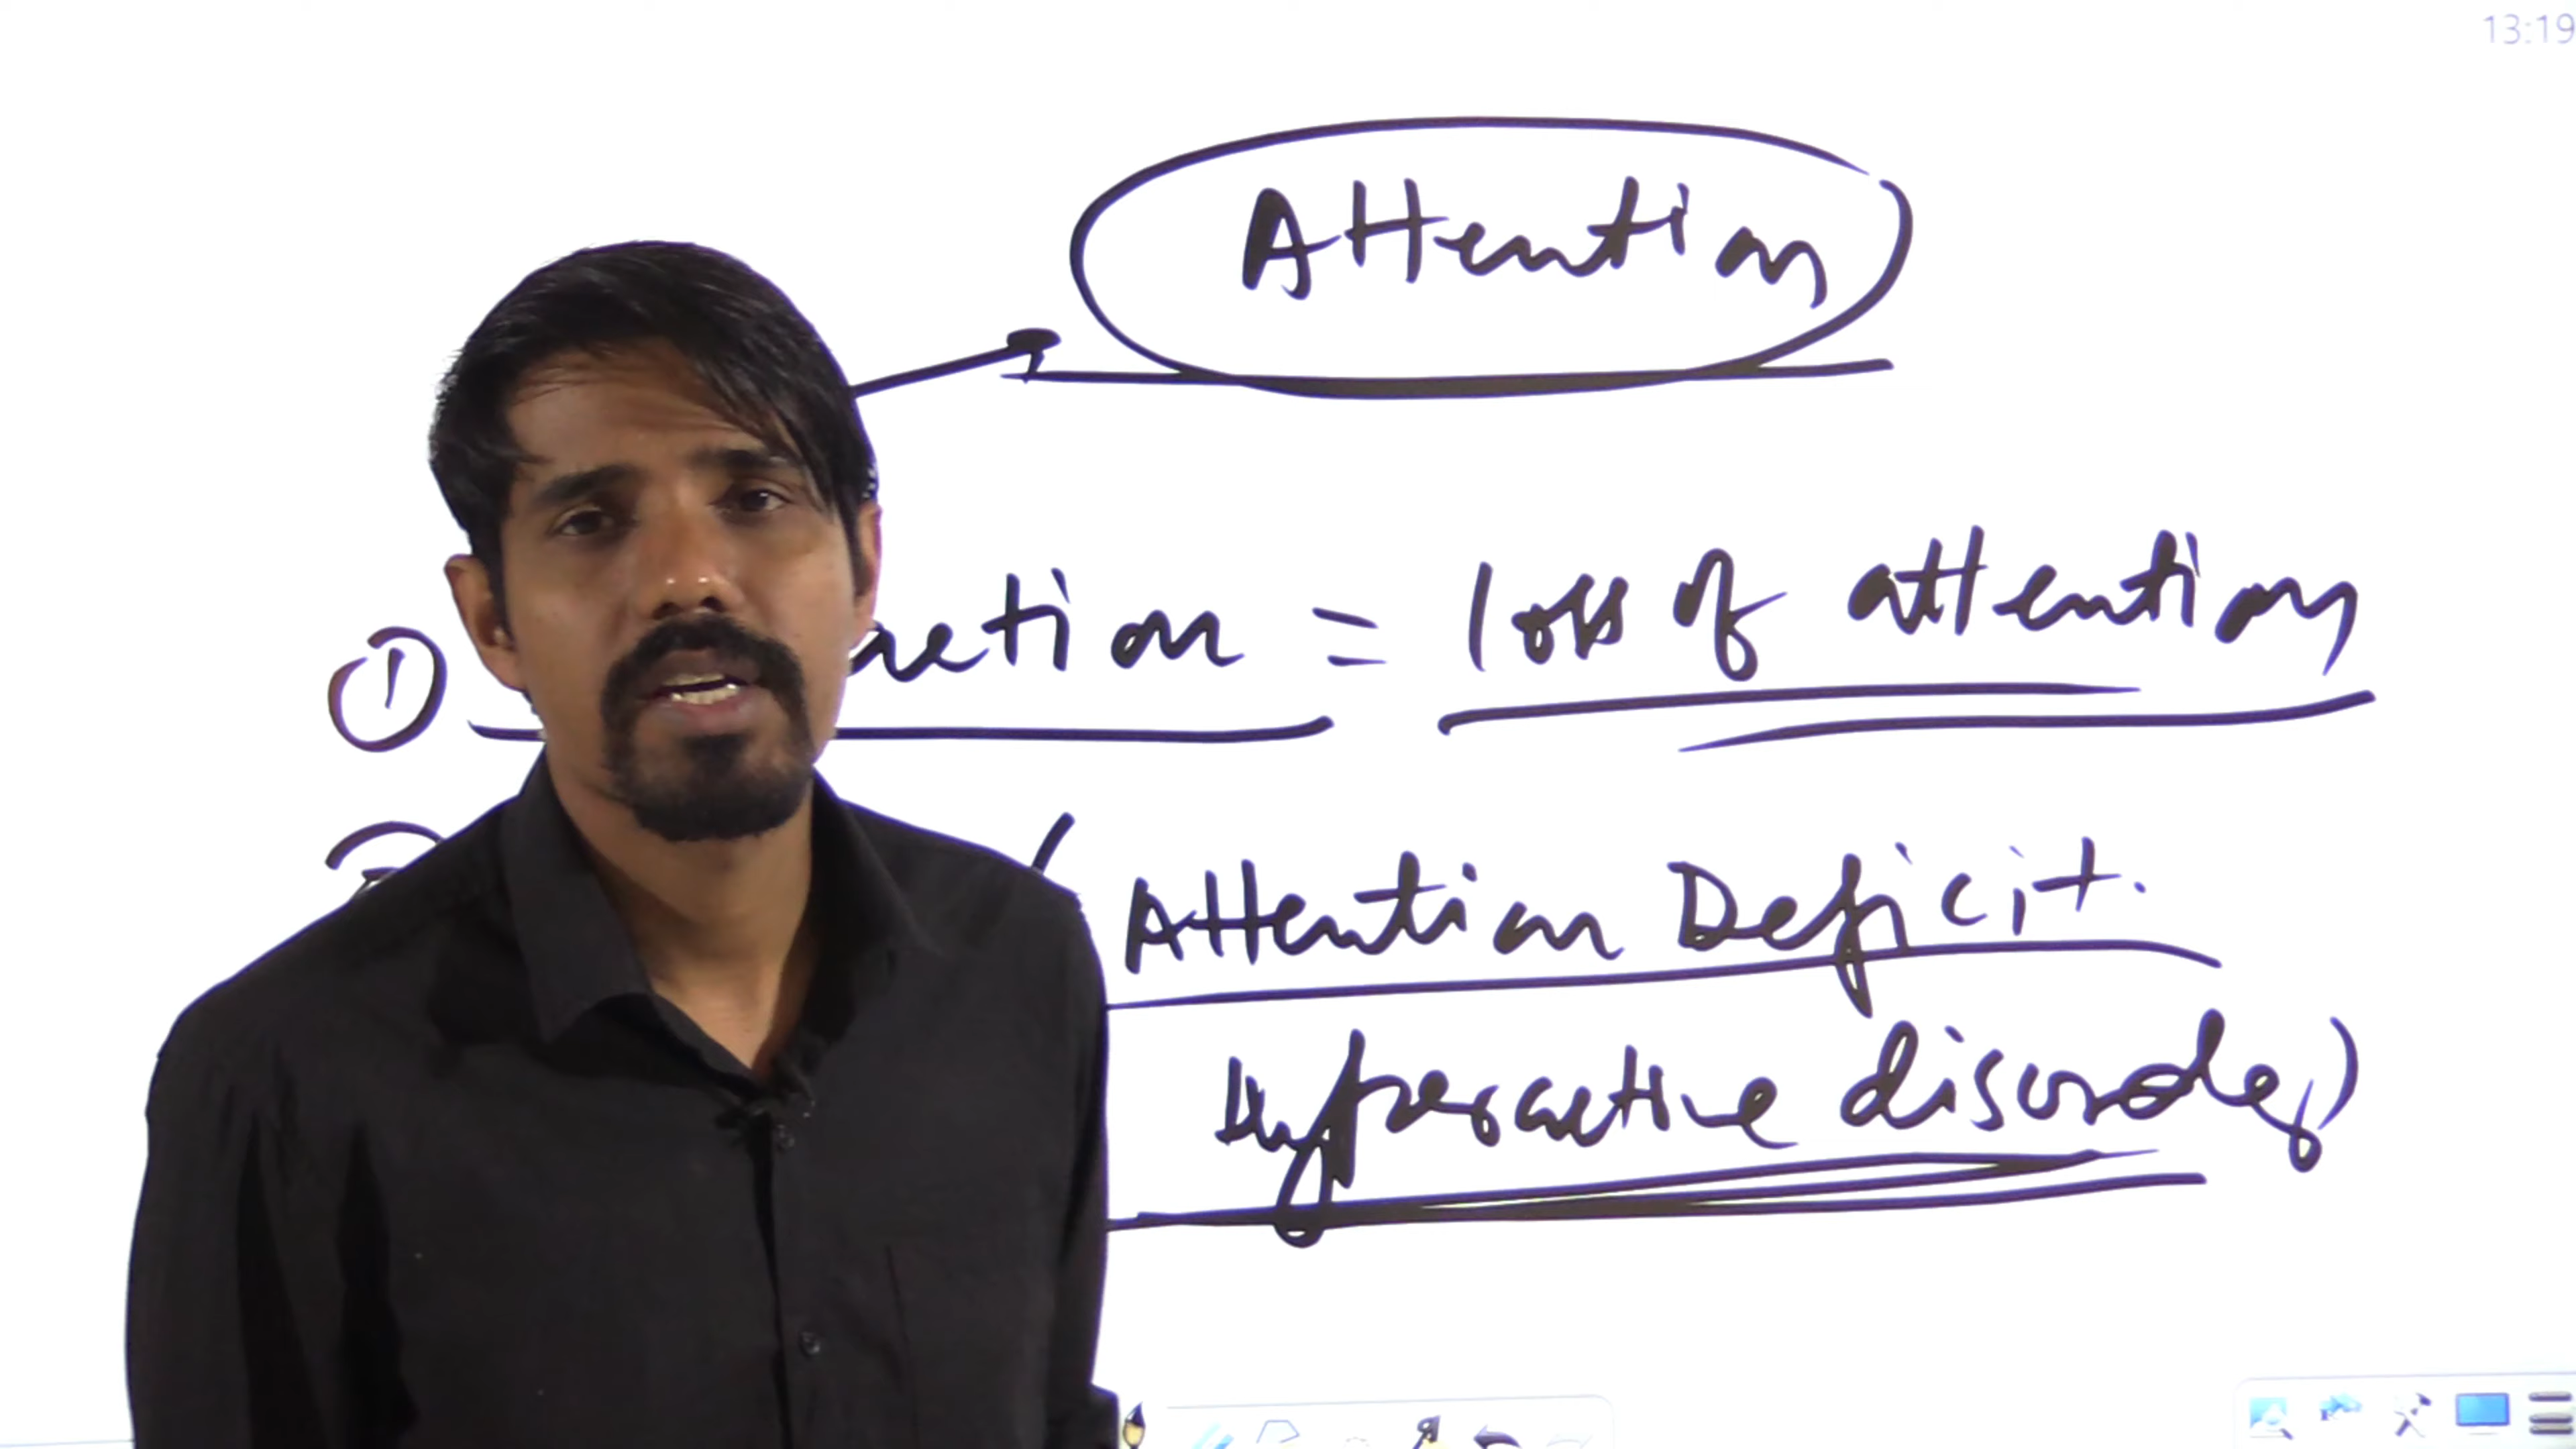 13:19
Attention
① action = loss of attention
( Attention Deficit.
Hyperactive disorder)